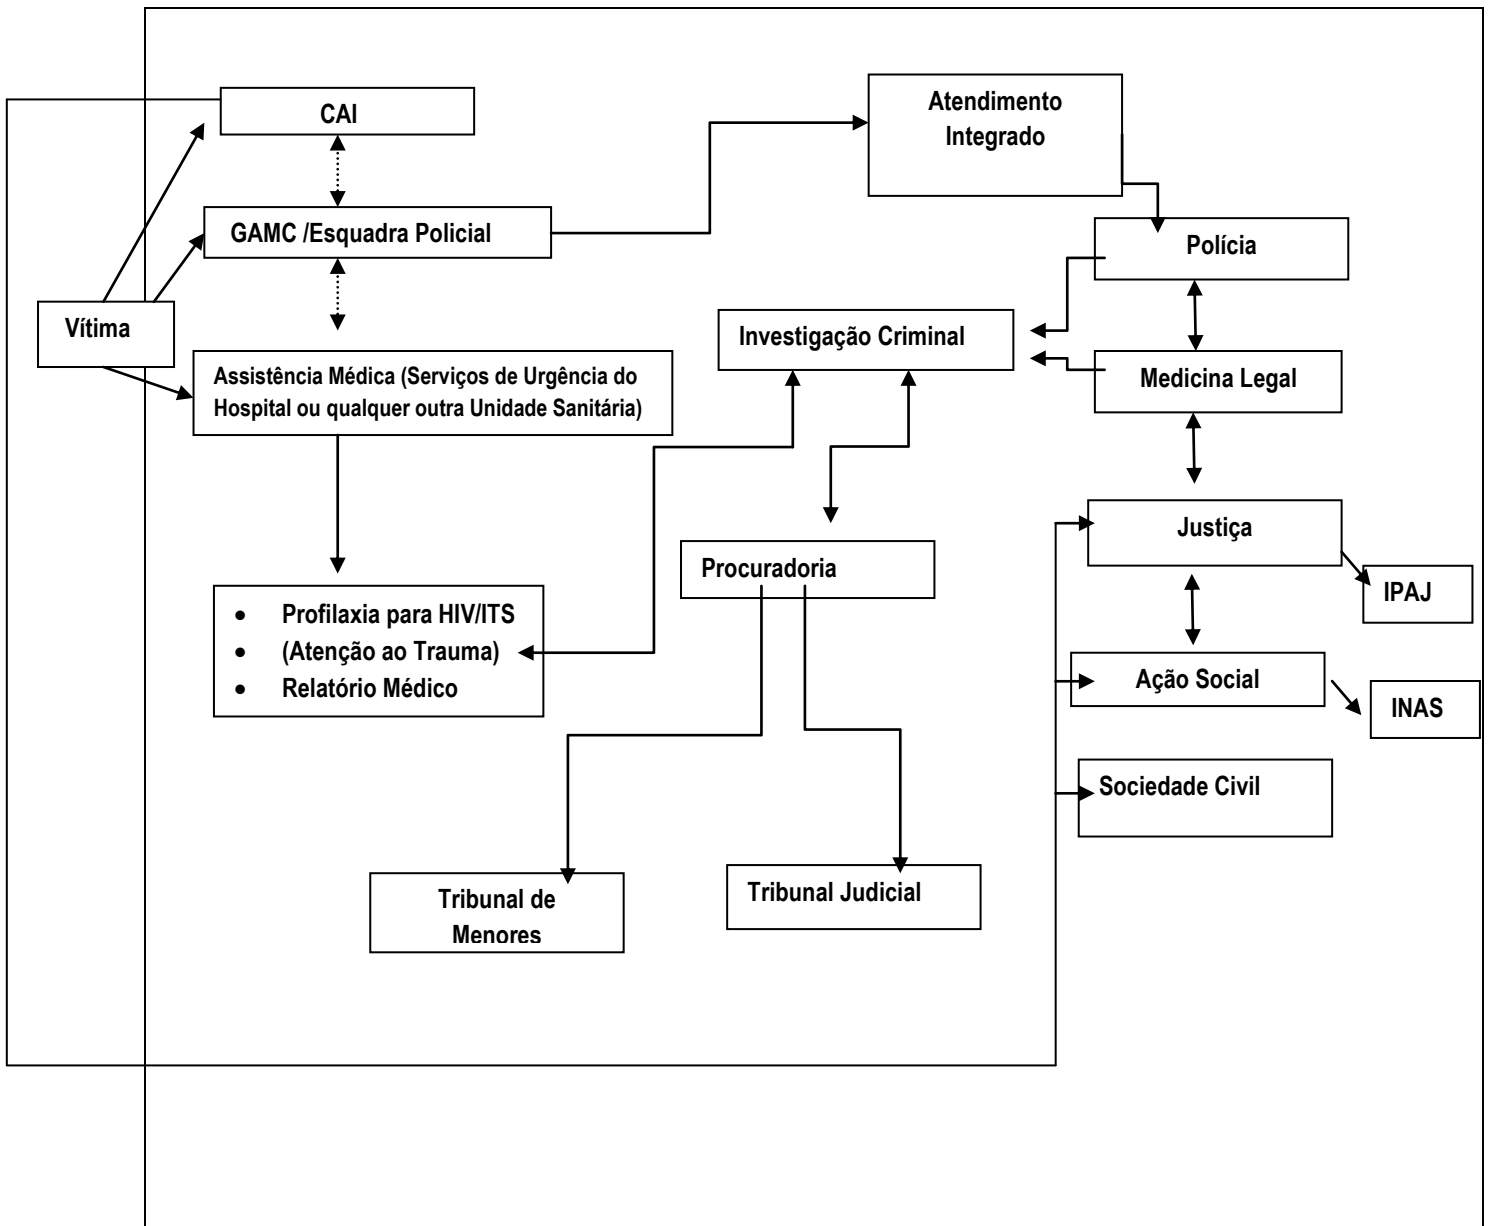 CAI
Atendimento
Integrado
GAMC /Esquadra Policial
Polícia
Vítima
Investigação Criminal
Assistência Médica (Serviços de Urgência do
Hospital ou qualquer outra Unidade Sanitária)
Medicina Legal
Justiça
Procuradoria
IPAJ
• Profilaxia para HIV/ITS
• (Atenção ao Trauma)
• Relatório Médico
Ação Social
INAS
Sociedade Civil
Tribunal de
Menores
Tribunal Judicial